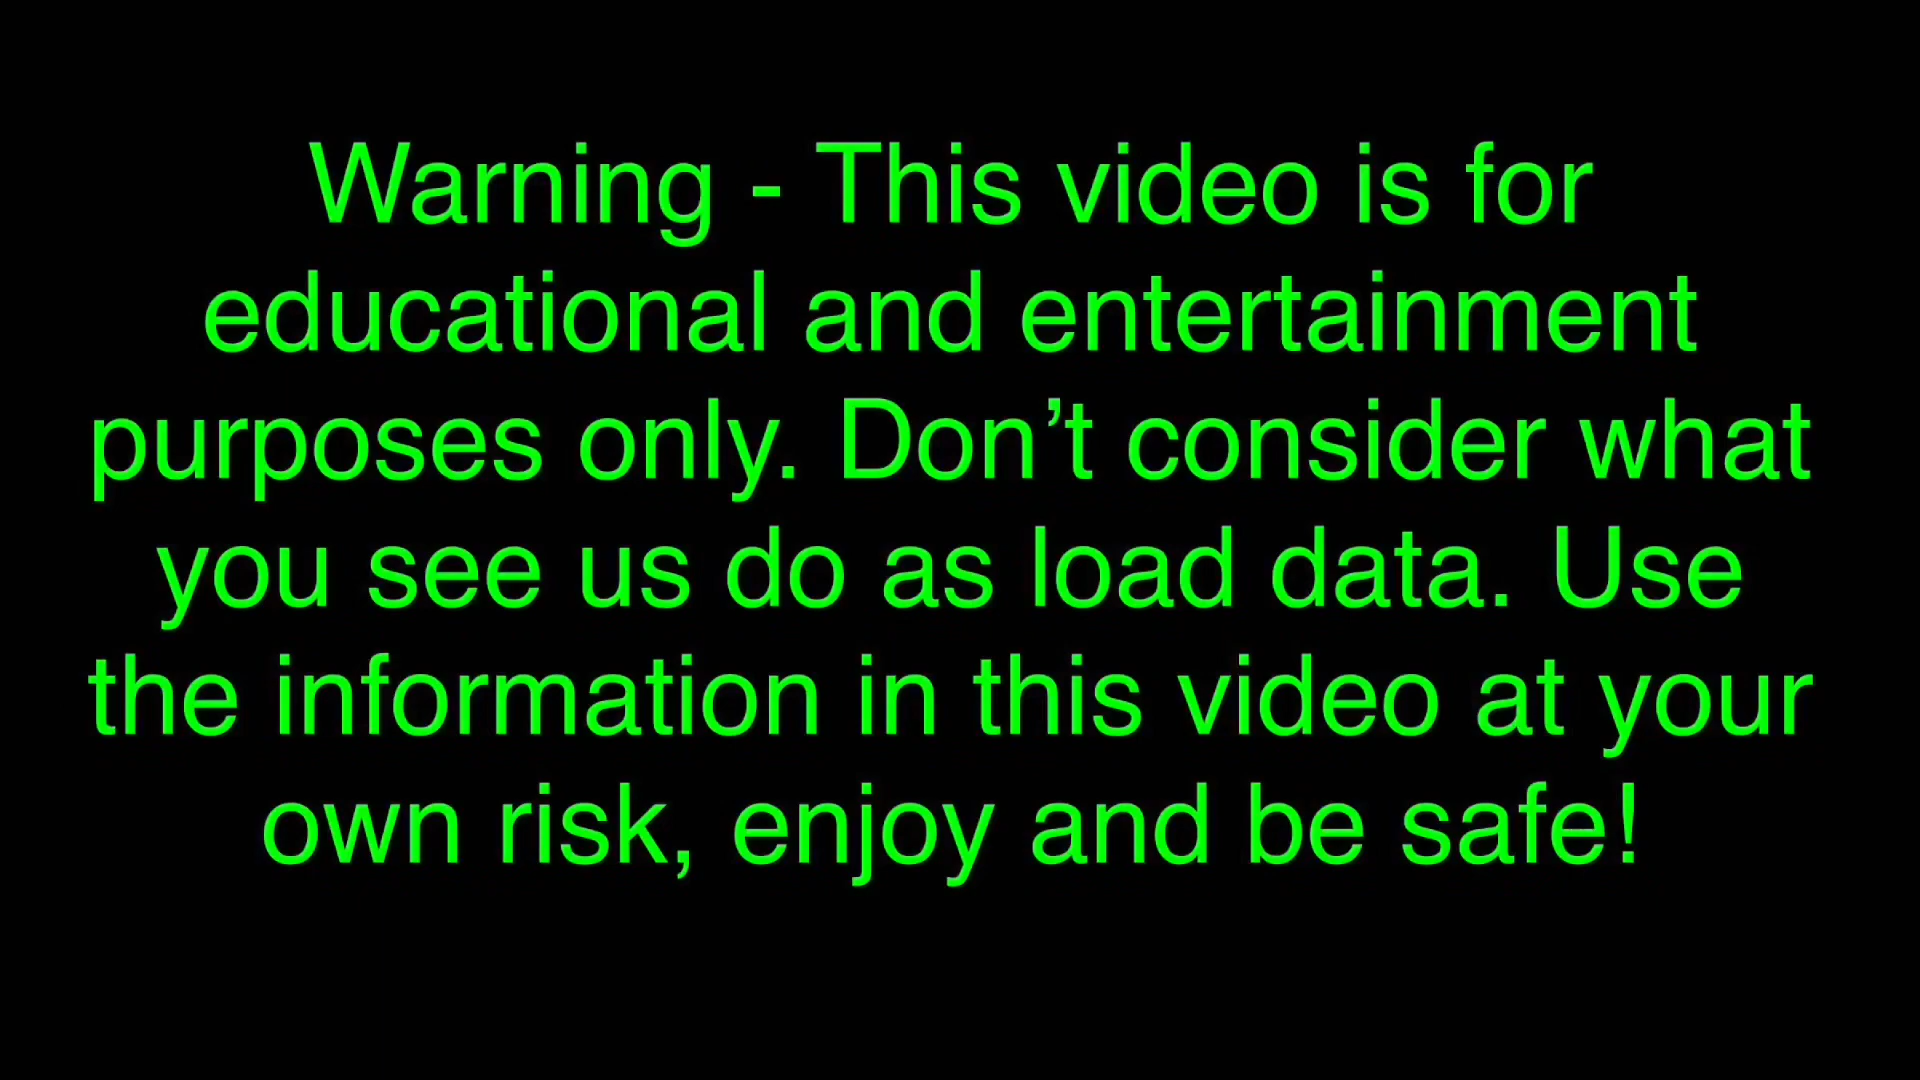 Warning - This video is for
educational and entertainment
purposes only. Don’t consider what
you see us do as load data. Use
the information in this video at your
own risk, enjoy and be safe!